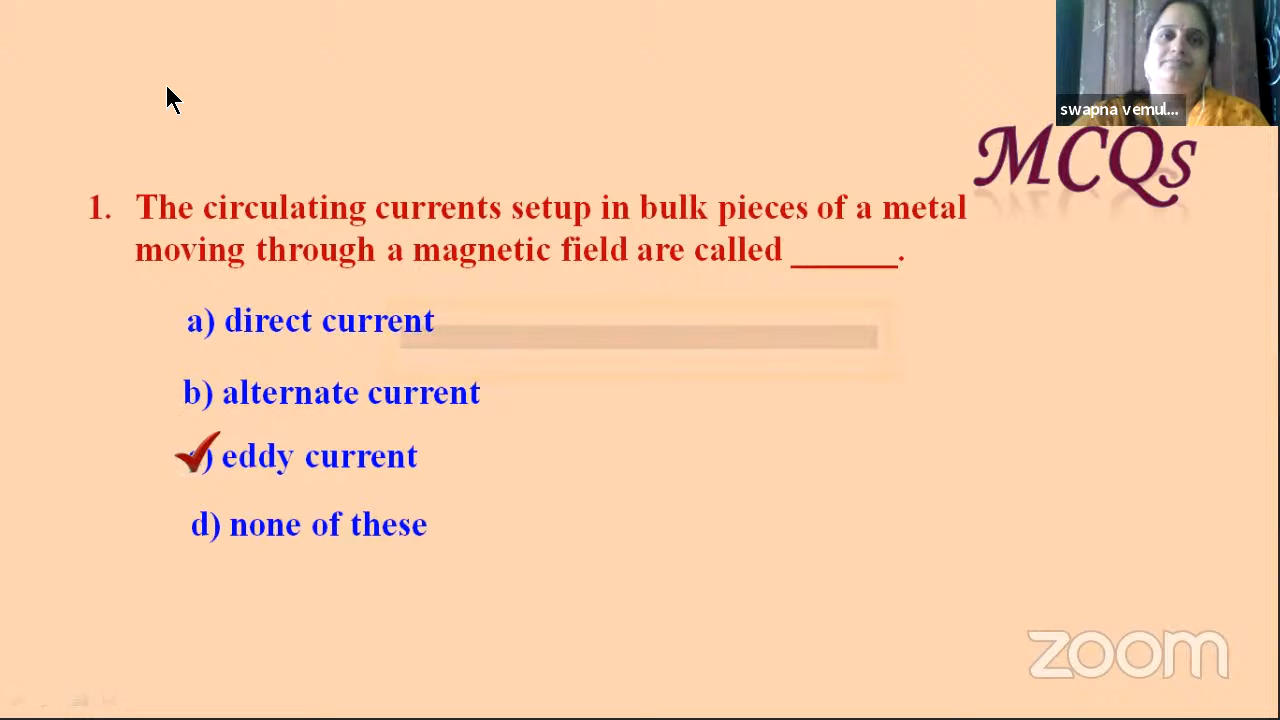 swapna vemul...
MCQs
1. The circulating currents setup in bulk pieces of a metal
moving through a magnetic field are called ______.
a) direct current
b) alternate current
) eddy current
d) none of these
zoom